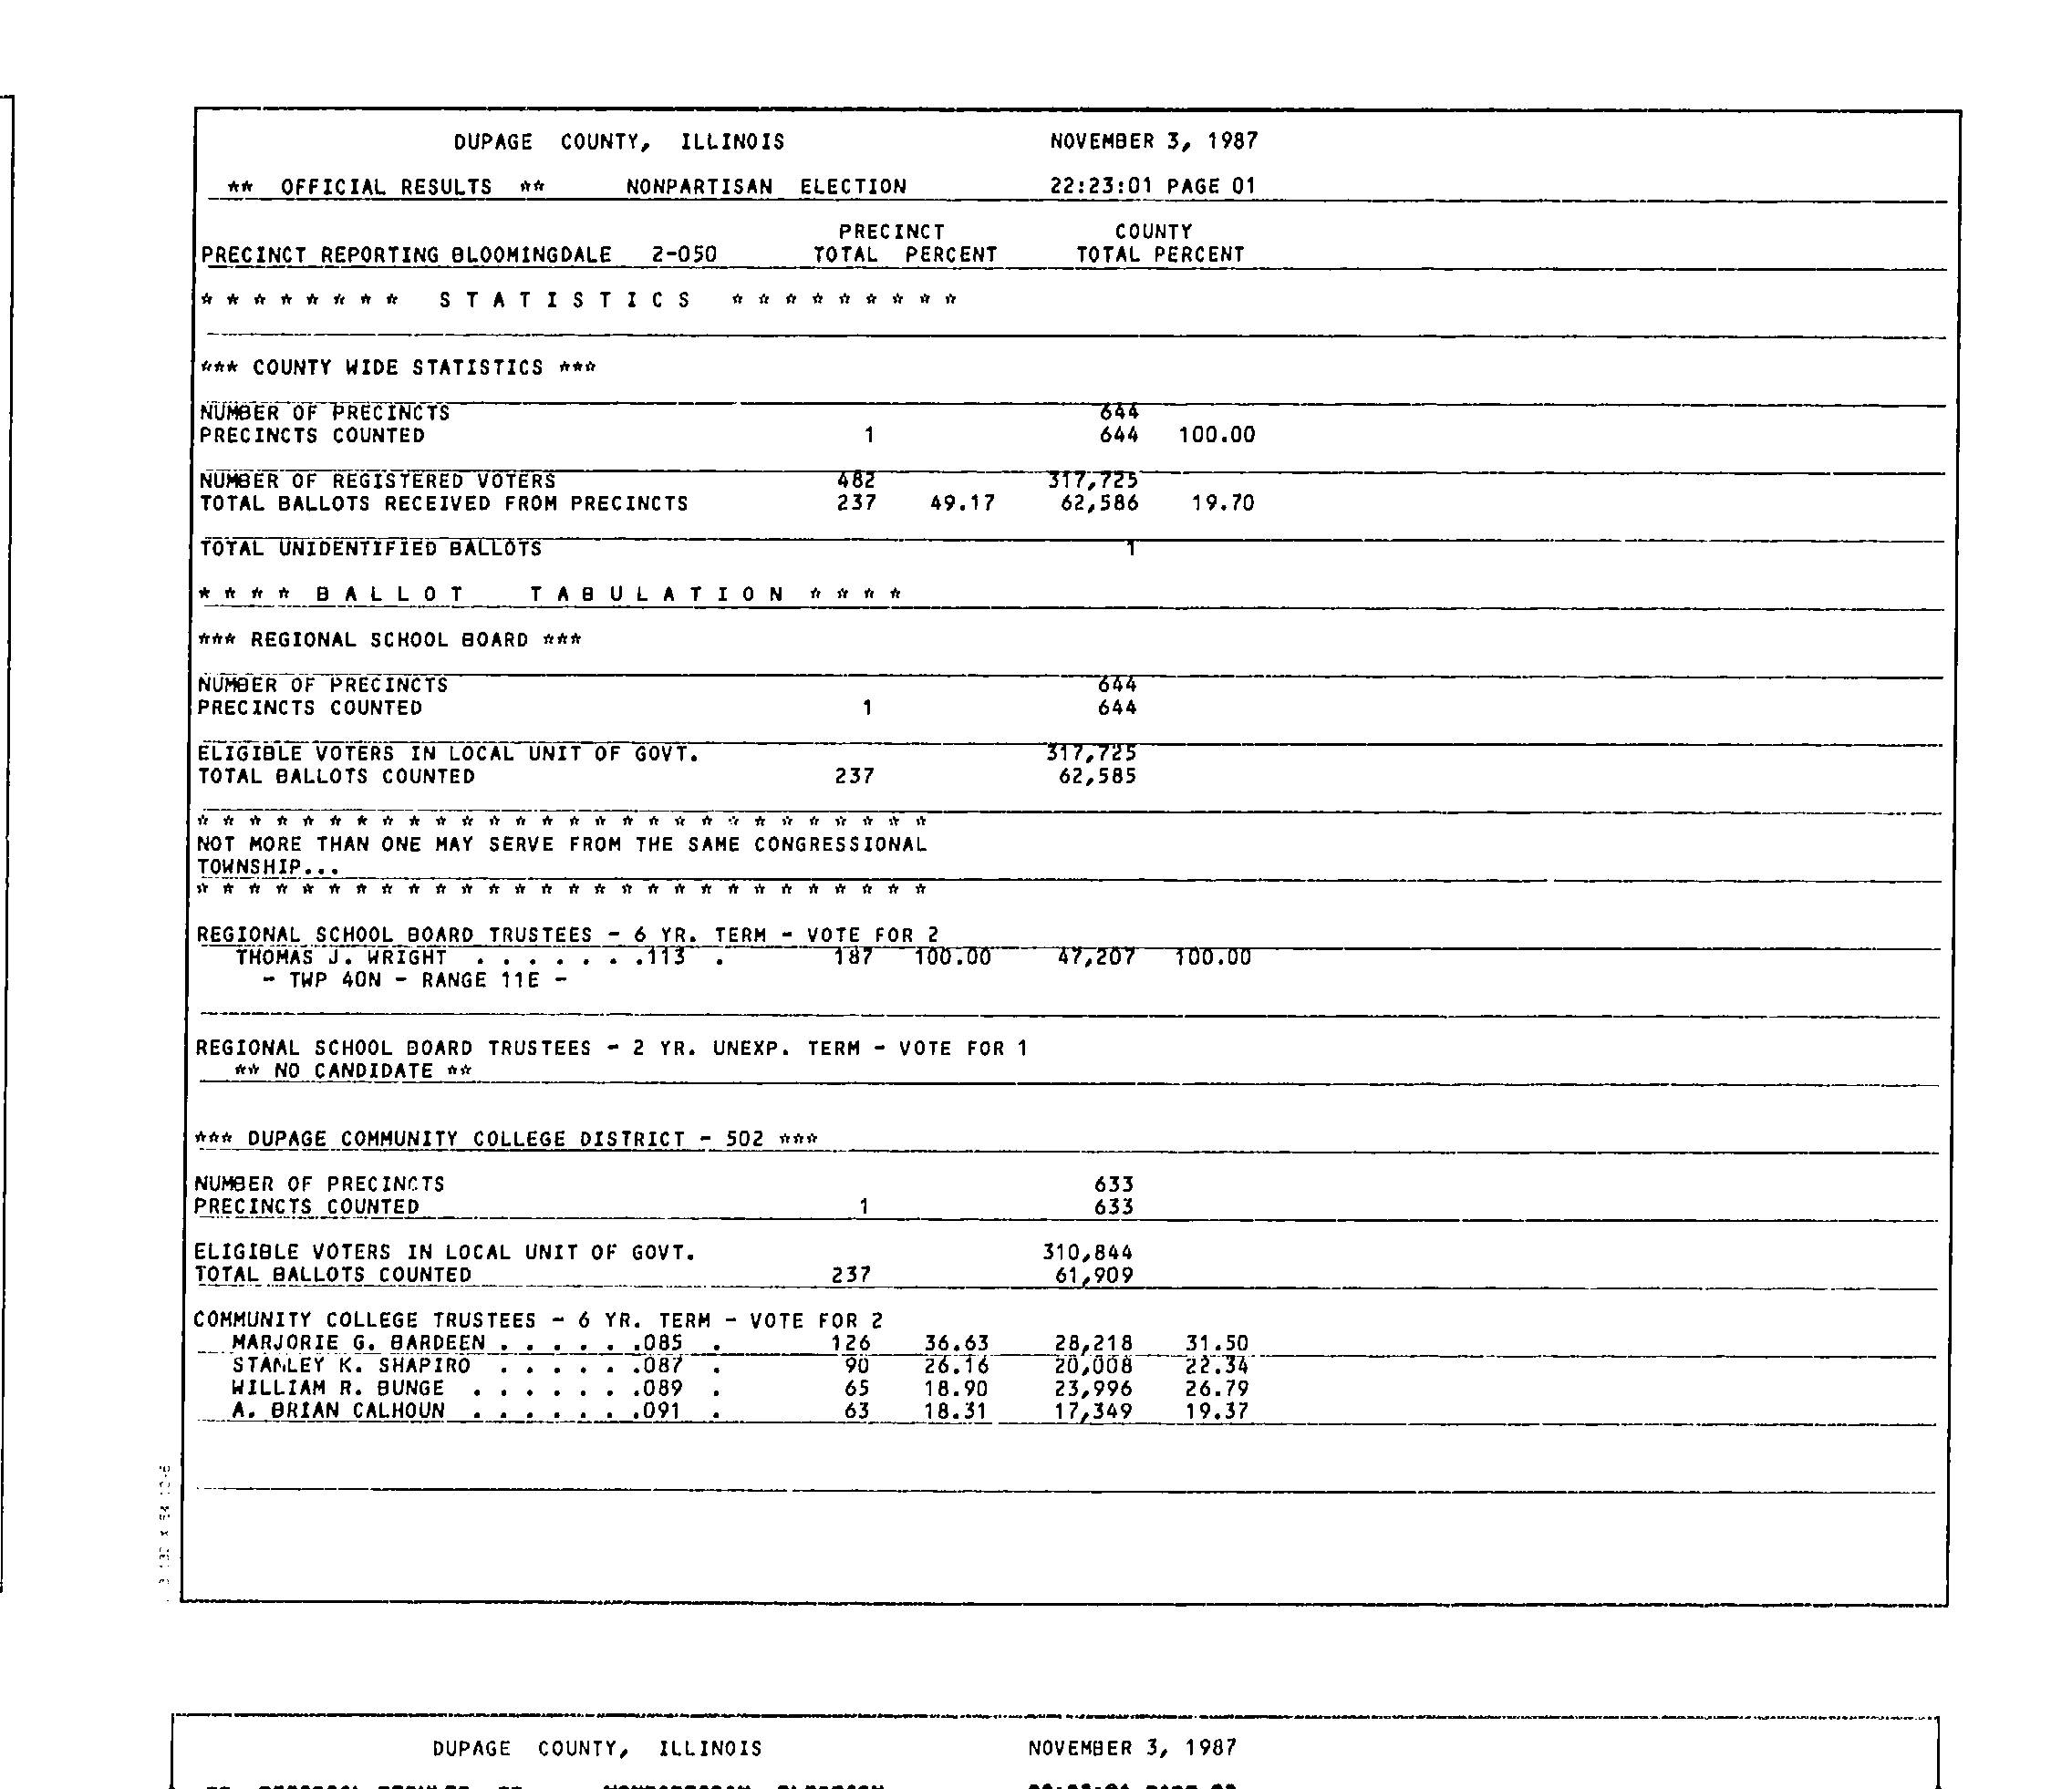 DUPAGE COUNTY, ILLINOIS NOVEMBER 3, 1987
** OFFICIAL RESULTS ** NONPARTISAN ELECTION 22:23:01 PAGE 01
PRECINCT COUNTY
PRECINCT REPORTING BLOOMINGDALE 2-050 TOTAL PERCENT TOTAL PERCENT
* * * * * * * * S T A T I S T I C S * * * * * * * * *
*** COUNTY WIDE STATISTICS ***
NUMBER OF PRECINCTS 644
PRECINCTS COUNTED 1 644 100.00
NUMBER OF REGISTERED VOTERS 482 317,725
TOTAL BALLOTS RECEIVED FROM PRECINCTS 237 49.17 62,586 19.70
TOTAL UNIDENTIFIED BALLOTS 1
* * * * B A L L O T T A B U L A T I O N * * * *
*** REGIONAL SCHOOL BOARD ***
NUMBER OF PRECINCTS 644
PRECINCTS COUNTED 1 644
ELIGIBLE VOTERS IN LOCAL UNIT OF GOVT. 317,725
TOTAL BALLOTS COUNTED 237 62,585
* * * * * * * * * * * * * * * * * * * * * * * * * * * *
NOT MORE THAN ONE MAY SERVE FROM THE SAME CONGRESSIONAL
TOWNSHIP...
* * * * * * * * * * * * * * * * * * * * * * * * * * * *
REGIONAL SCHOOL BOARD TRUSTEES - 6 YR. TERM - VOTE FOR 2
THOMAS J. WRIGHT . . . . . . .113 . 187 100.00 47,207 100.00
- TWP 40N - RANGE 11E -
REGIONAL SCHOOL BOARD TRUSTEES - 2 YR. UNEXP. TERM - VOTE FOR 1
** NO CANDIDATE **
*** DUPAGE COMMUNITY COLLEGE DISTRICT - 502 ***
NUMBER OF PRECINCTS 633
PRECINCTS COUNTED 1 633
ELIGIBLE VOTERS IN LOCAL UNIT OF GOVT. 310,844
TOTAL BALLOTS COUNTED 237 61,909
COMMUNITY COLLEGE TRUSTEES - 6 YR. TERM - VOTE FOR 2
MARJORIE G. BARDEEN . . . . . .085 . 126 36.63 28,218 31.50
STANLEY K. SHAPIRO . . . . . .087 . 90 26.16 20,008 22.34
WILLIAM R. BUNGE . . . . . . .089 . 65 18.90 23,996 26.79
A. BRIAN CALHOUN . . . . . . .091 . 63 18.31 17,349 19.37
DUPAGE COUNTY, ILLINOIS NOVEMBER 3, 1987